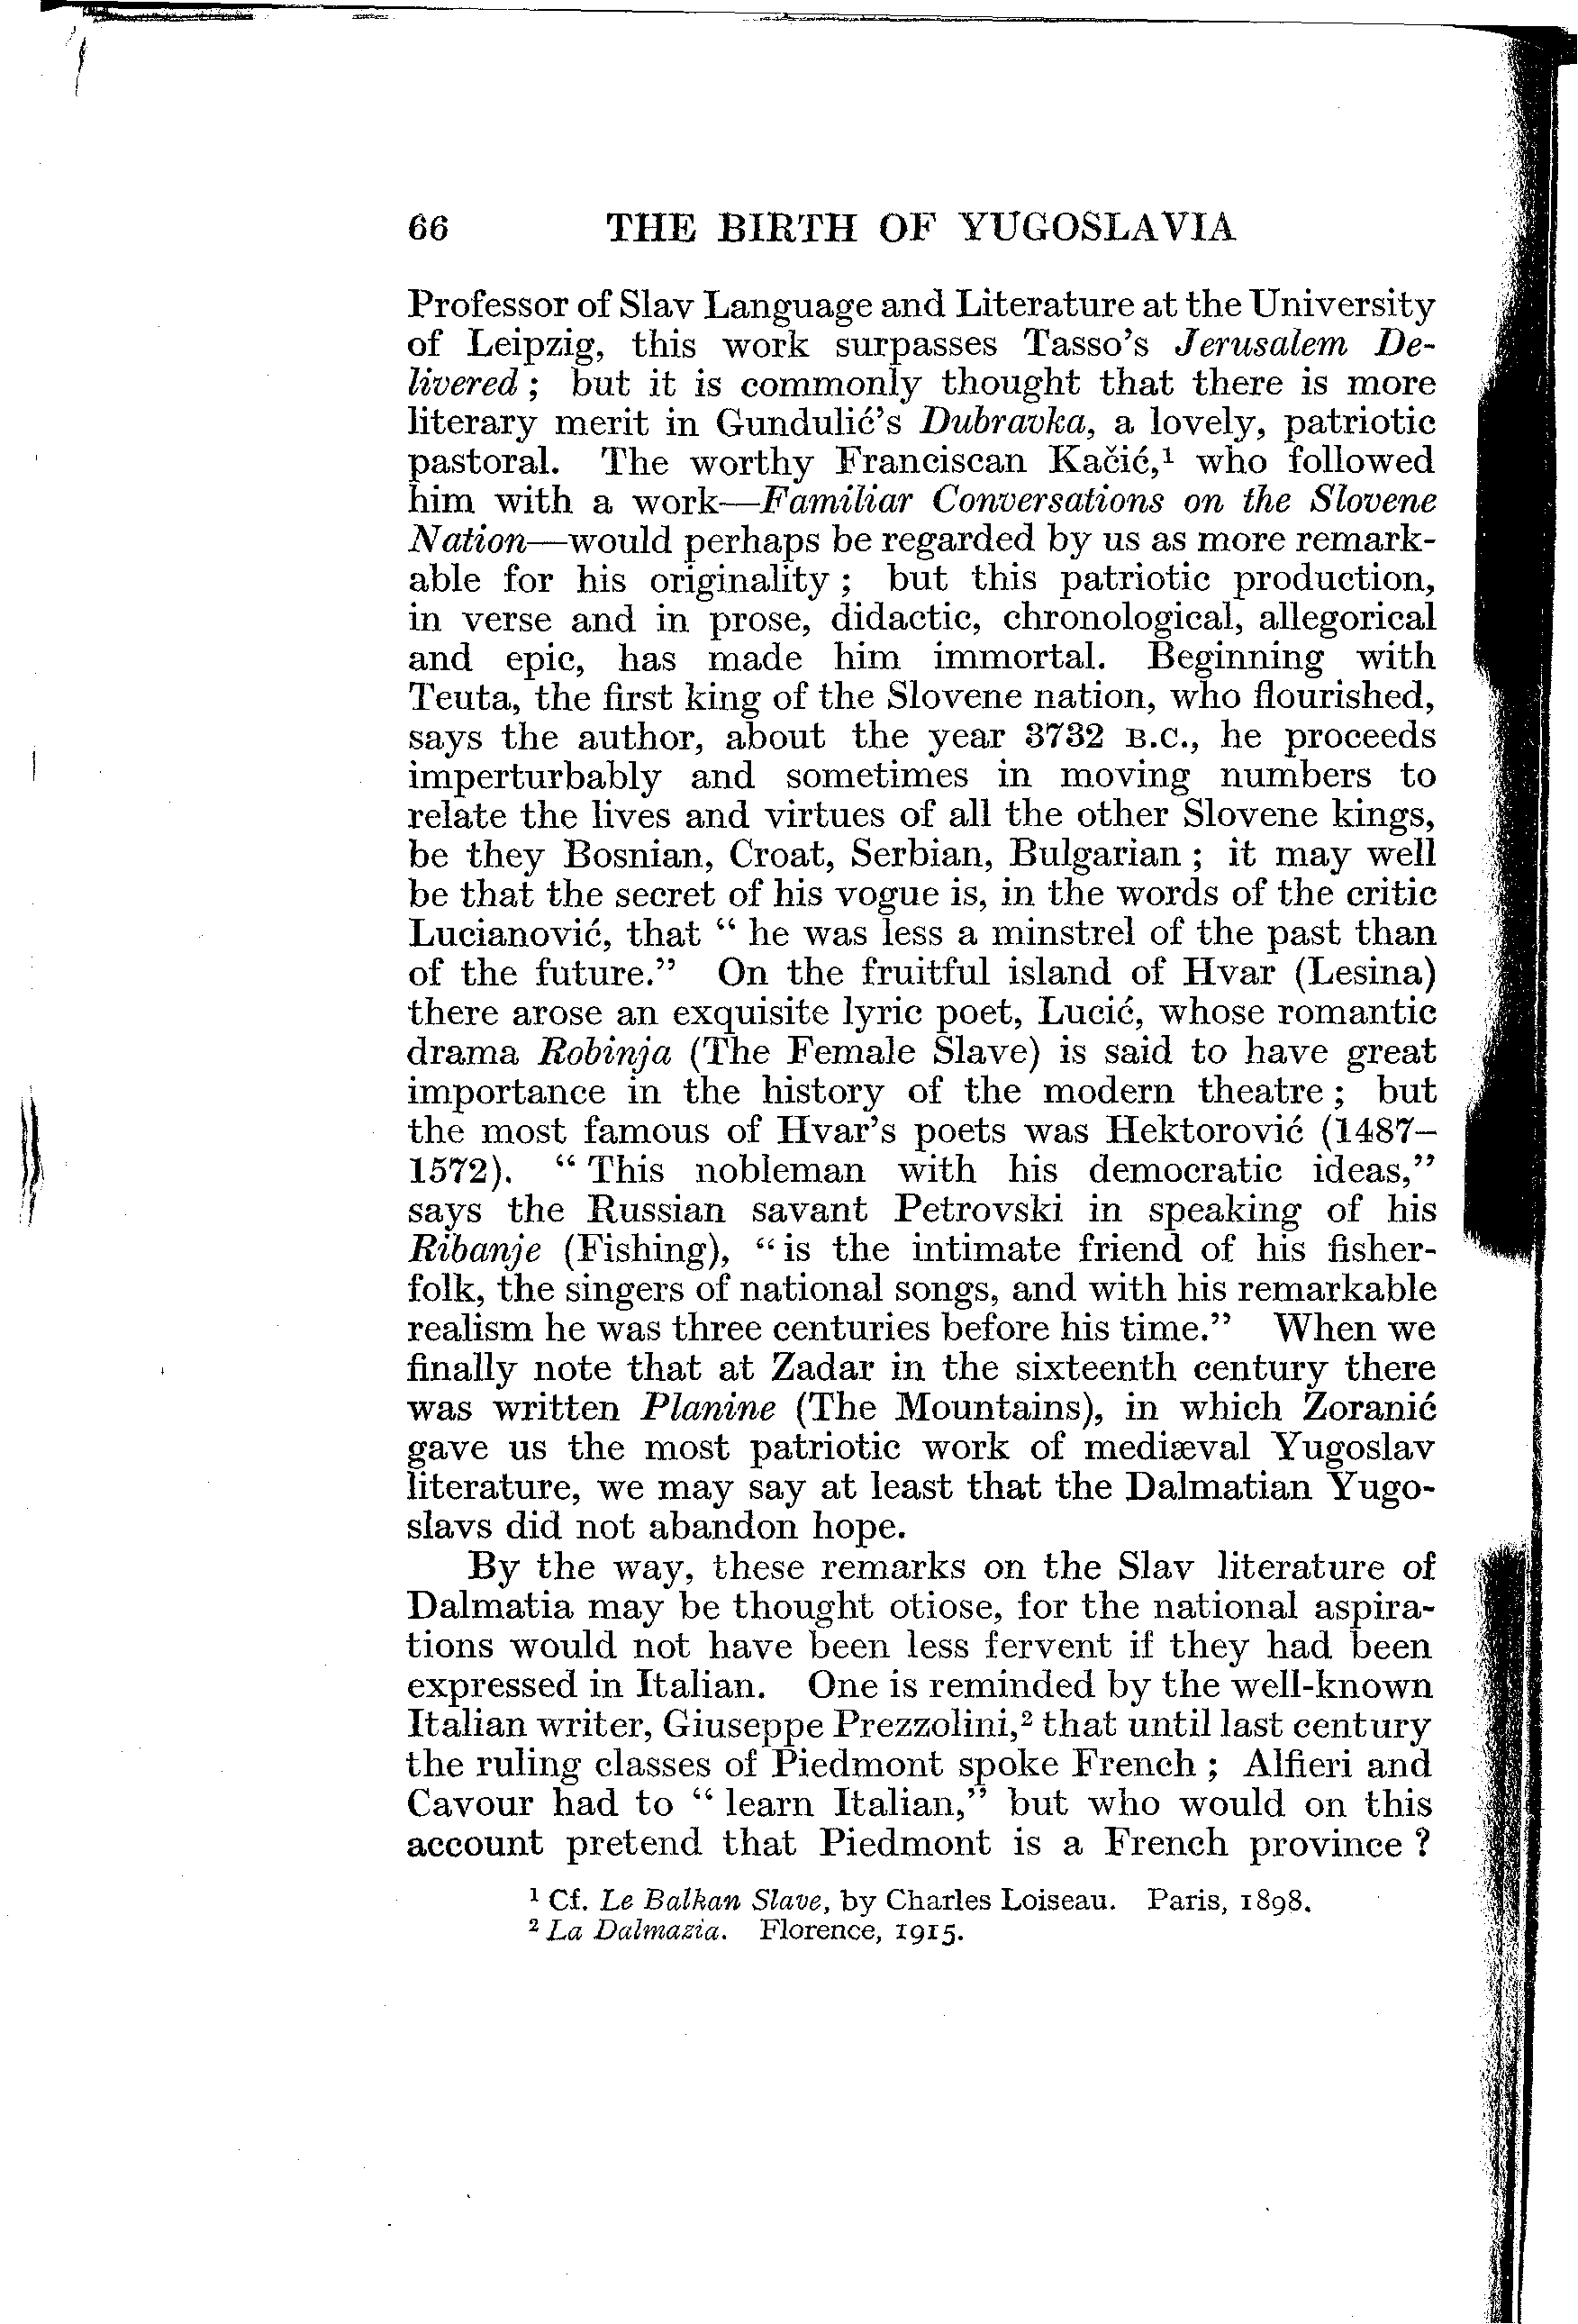 66 THE BIRTH OF YUGOSLAVIA
Professor of Slav Language and Literature at the University
of Leipzig, this work surpasses Tasso's Jerusalem De-
livered ; but it is commonly thought that there is more
literary merit in Gundulić's Dubravka, a lovely, patriotic
pastoral. The worthy Franciscan Kačić,¹ who followed
him with a work—Familiar Conversations on the Slovene
Nation—would perhaps be regarded by us as more remark-
able for his originality ; but this patriotic production,
in verse and in prose, didactic, chronological, allegorical
and epic, has made him immortal. Beginning with
Teuta, the first king of the Slovene nation, who flourished,
says the author, about the year 3732 B.C., he proceeds
imperturbably and sometimes in moving numbers to
relate the lives and virtues of all the other Slovene kings,
be they Bosnian, Croat, Serbian, Bulgarian ; it may well
be that the secret of his vogue is, in the words of the critic
Lucianović, that “ he was less a minstrel of the past than
of the future.” On the fruitful island of Hvar (Lesina)
there arose an exquisite lyric poet, Lucić, whose romantic
drama Robinja (The Female Slave) is said to have great
importance in the history of the modern theatre ; but
the most famous of Hvar's poets was Hektorović (1487–
1572). “ This nobleman with his democratic ideas,”
says the Russian savant Petrovski in speaking of his
Ribanje (Fishing), “ is the intimate friend of his fisher-
folk, the singers of national songs, and with his remarkable
realism he was three centuries before his time.” When we
finally note that at Zadar in the sixteenth century there
was written Planine (The Mountains), in which Zoranić
gave us the most patriotic work of mediæval Yugoslav
literature, we may say at least that the Dalmatian Yugo-
slavs did not abandon hope.
By the way, these remarks on the Slav literature of
Dalmatia may be thought otiose, for the national aspira-
tions would not have been less fervent if they had been
expressed in Italian. One is reminded by the well-known
Italian writer, Giuseppe Prezzolini,² that until last century
the ruling classes of Piedmont spoke French ; Alfieri and
Cavour had to “ learn Italian,” but who would on this
account pretend that Piedmont is a French province ?
¹ Cf. Le Balkan Slave, by Charles Loiseau. Paris, 1898.
² La Dalmazia. Florence, 1915.